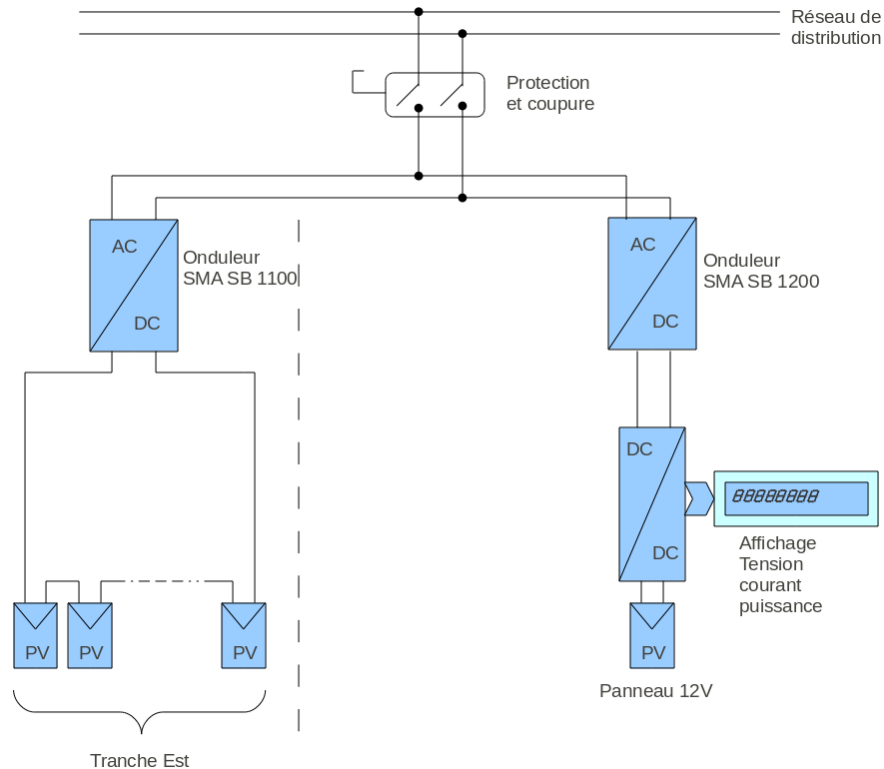 Réseau de
distribution
Protection
et coupure
AC
DC
Onduleur
SMA SB 1100
AC
DC
Onduleur
SMA SB 1200
DC
DC
88888888
Affichage
Tension
courant
puissance
PV
PV
PV
PV
Panneau 12V
Tranche Est